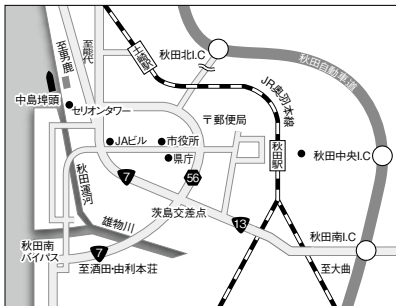 至男鹿
至能代
土崎駅
秋田北I.C
秋田自動車道
中島埠頭
セリオンタワー
JR奥羽本線
〒郵便局
JAビル
市役所
県庁
秋田駅
秋田中央I.C
秋田運河
7
56
茨島交差点
雄物川
13
秋田南I.C
秋田南
バイパス
7
至酒田・由利本荘
至大曲